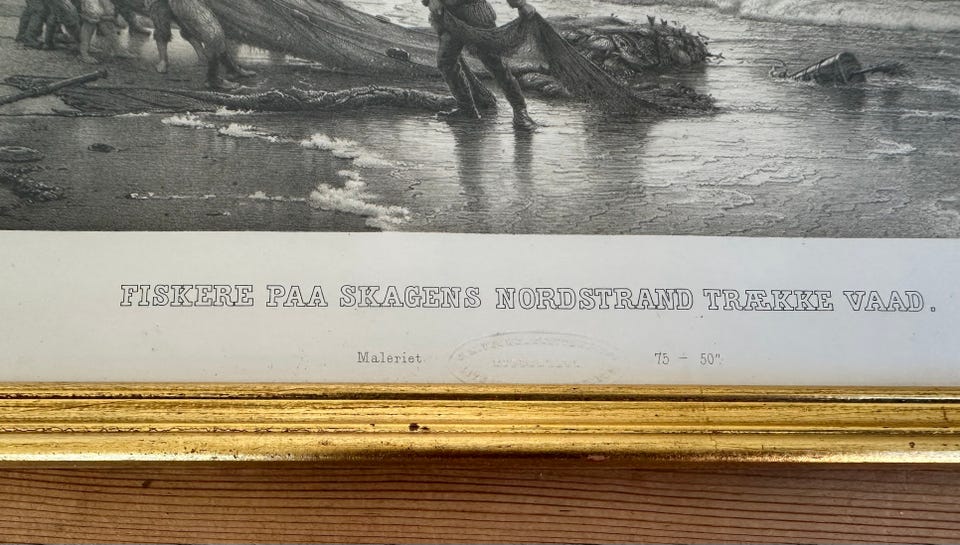 FISKERE PAA SKAGENS NORDSTRAND TRÆKKE VAAD.
Maleriet 75 – 50".